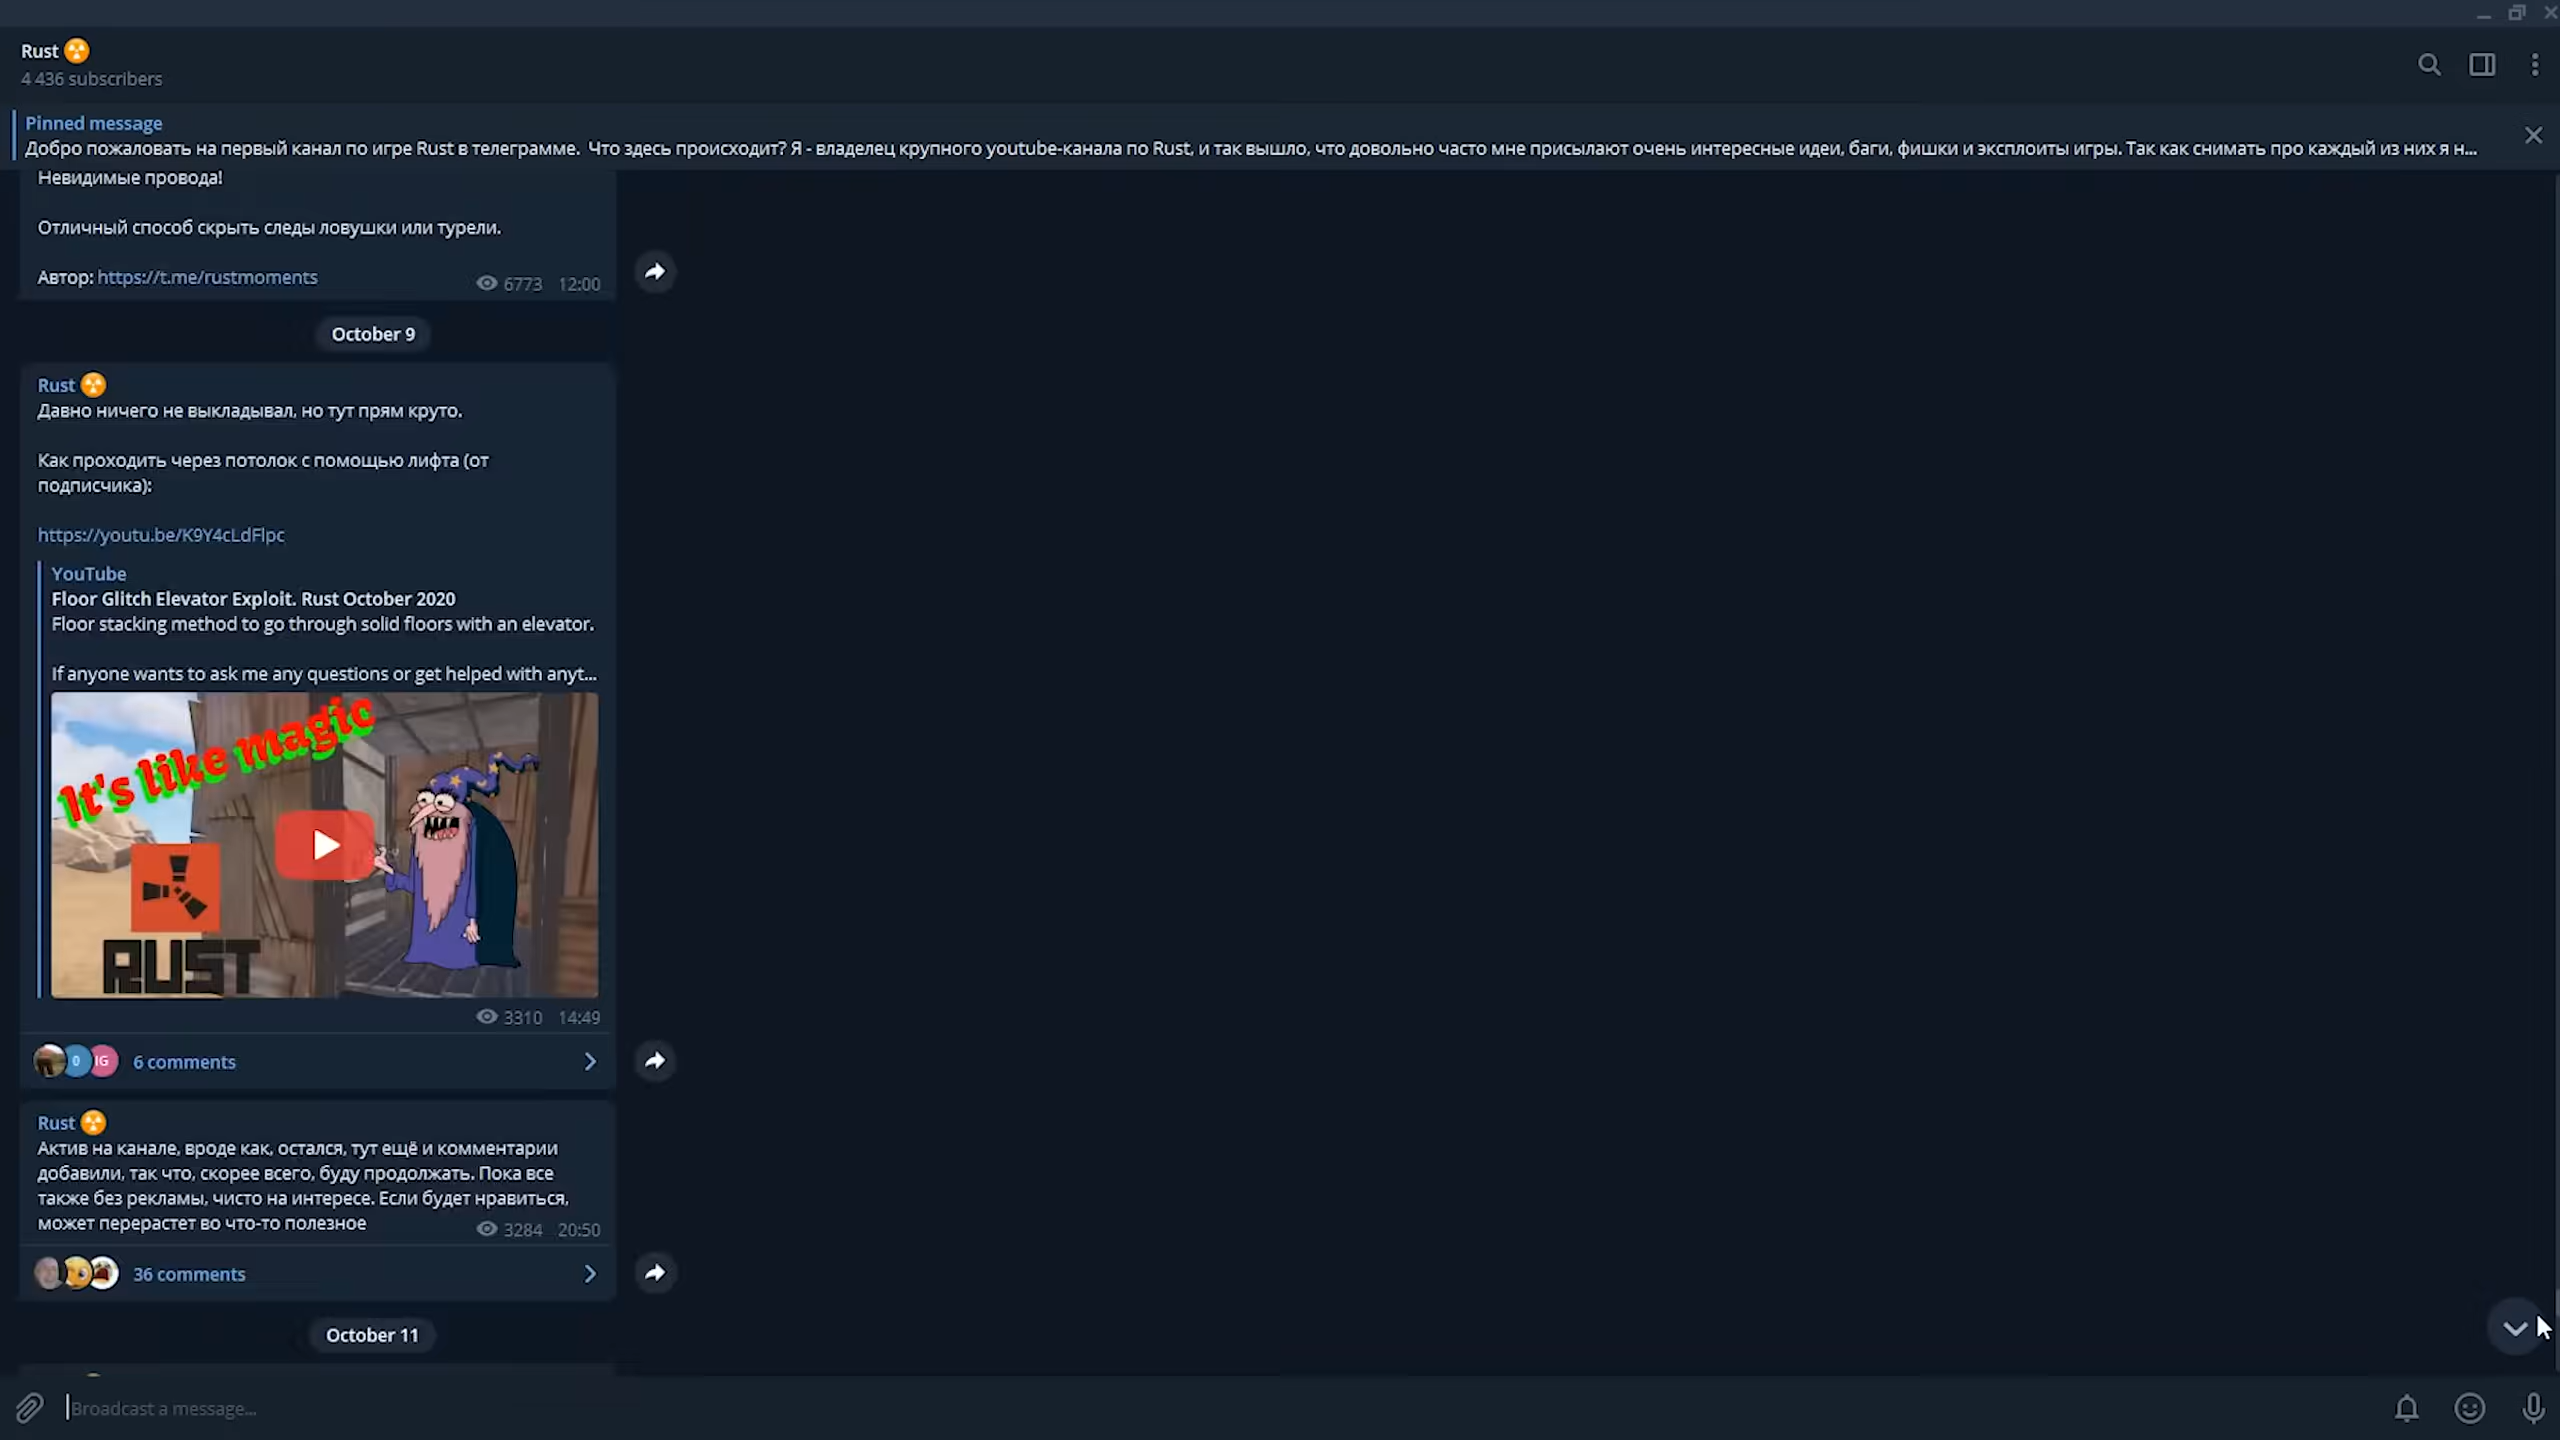 Rust
4 436 subscribers
Pinned message
Добро пожаловать на первый канал по игре Rust в телеграмме. Что здесь происходит? Я - владелец крупного youtube-канала по Rust, и так вышло, что довольно часто мне присылают очень интересные идеи, баги, фишки и эксплоиты игры. Так как снимать про каждый из них я н...
Невидимые провода!
Отличный способ скрыть следы ловушки или турели.
Автор: https://t.me/rustmoments
6773 12:00
October 9
Rust
Давно ничего не выкладывал, но тут прям круто.
Как проходить через потолок с помощью лифта (от
подписчика):
https://youtu.be/K9Y4cLdFlpc
YouTube
Floor Glitch Elevator Exploit. Rust October 2020
Floor stacking method to go through solid floors with an elevator.
If anyone wants to ask me any questions or get helped with anyt...
It's like magic
RUST
3310 14:49
0 IG
6 comments
Rust
Актив на канале, вроде как, остался, тут ещё и комментарии
добавили, так что, скорее всего, буду продолжать. Пока все
также без рекламы, чисто на интересе. Если будет нравиться,
может перерастет во что-то полезное
3284 20:50
36 comments
October 11
Broadcast a message...